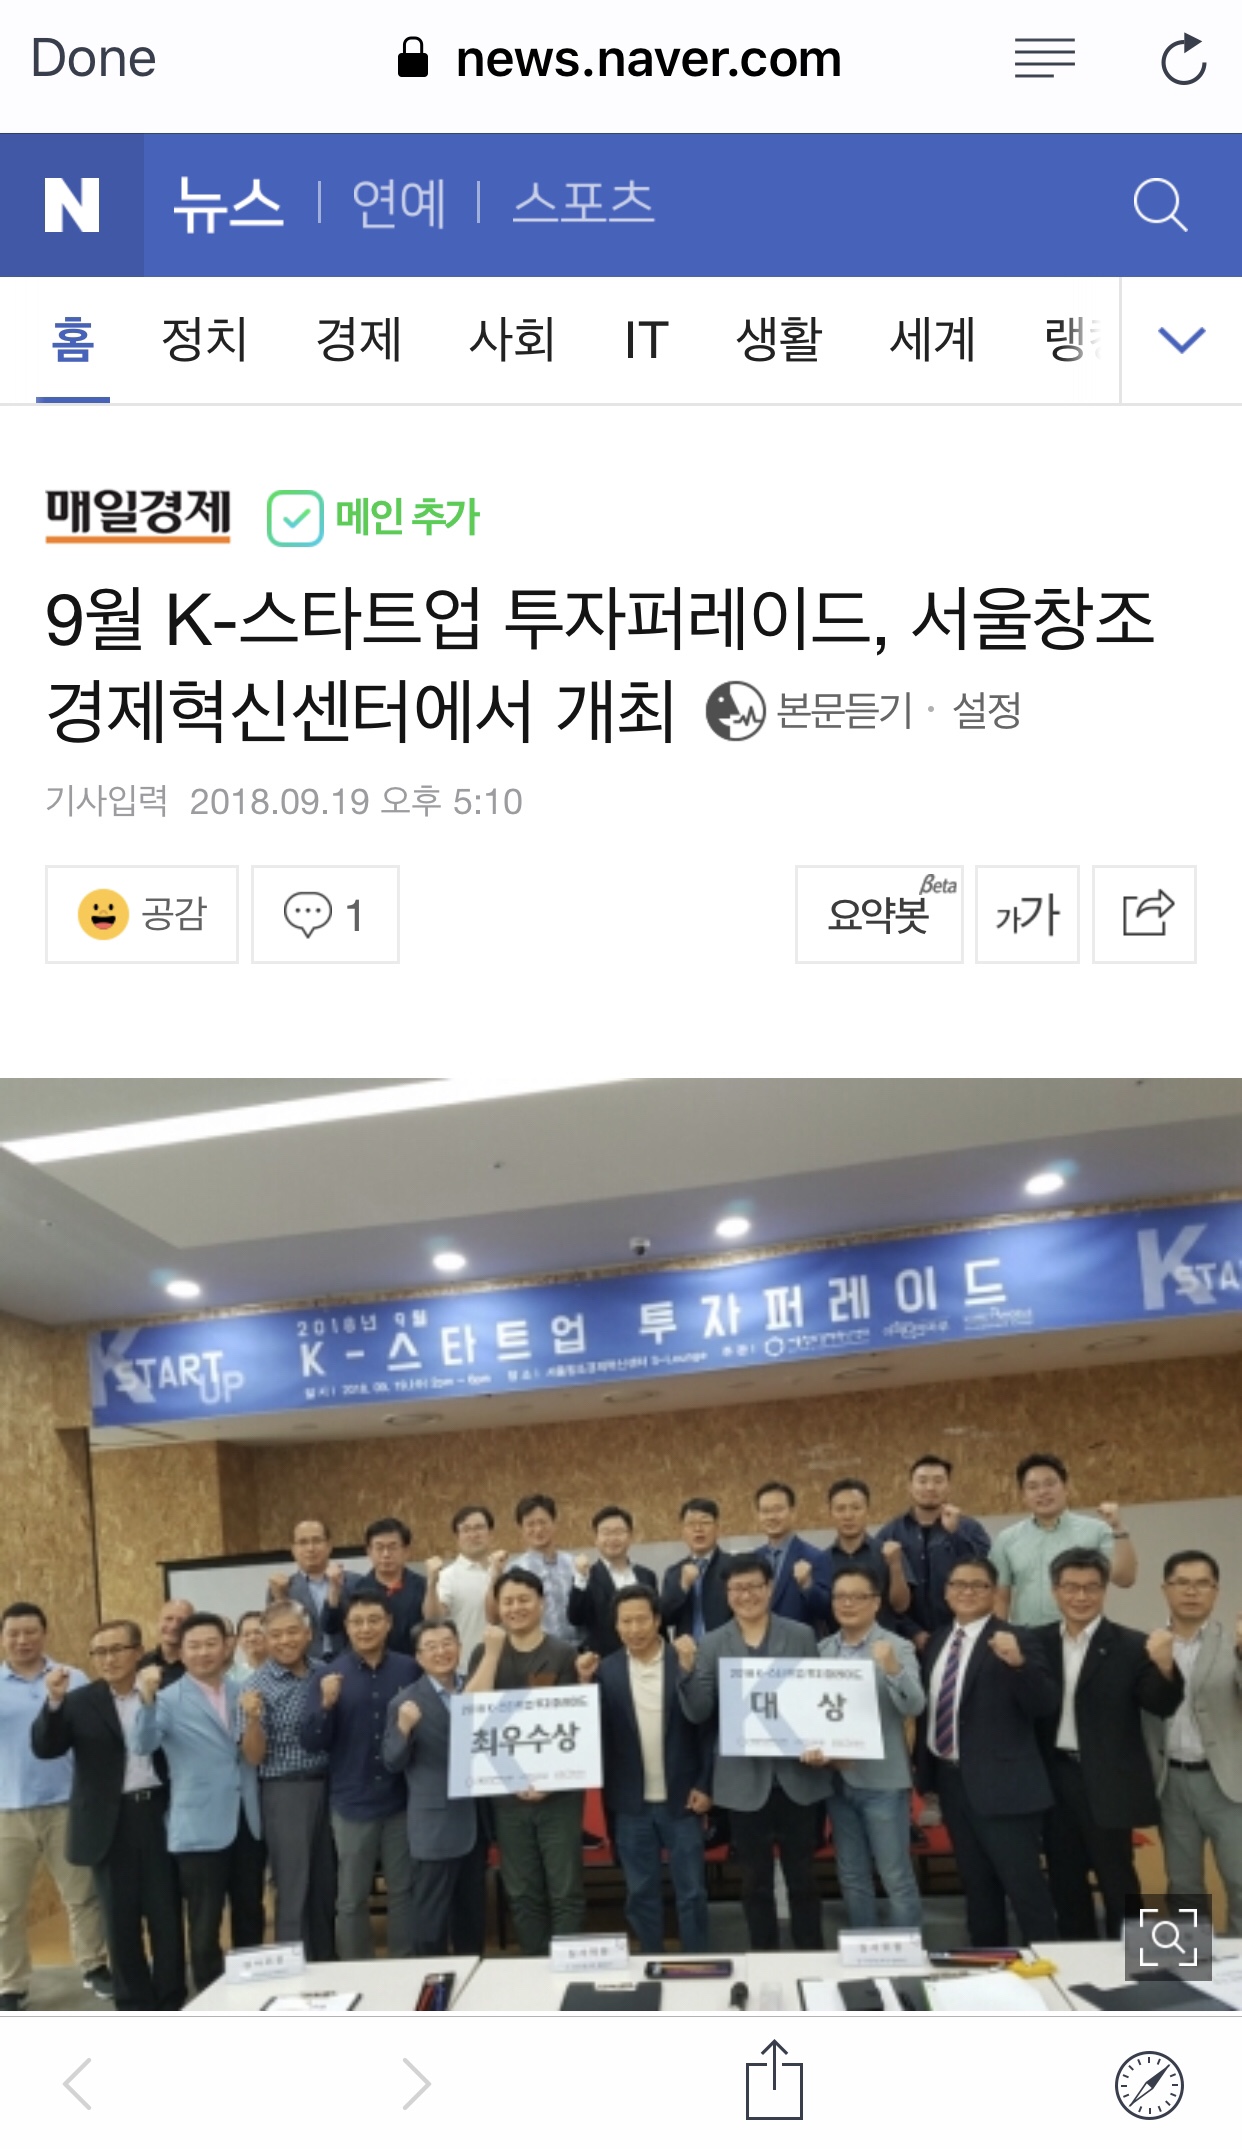 Done
news.naver.com
N 뉴스 연예 스포츠
홈 정치 경제 사회 IT 생활 세계
매일경제 메인 추가
9월 K-스타트업 투자퍼레이드, 서울창조
경제혁신센터에서 개최 본문듣기 · 설정
기사입력 2018.09.19 오후 5:10
공감 1 요약봇 Beta 가가
2018년 9월
K - 스타트업 투자퍼레이드
K START UP
K STA
최우수상
대 상